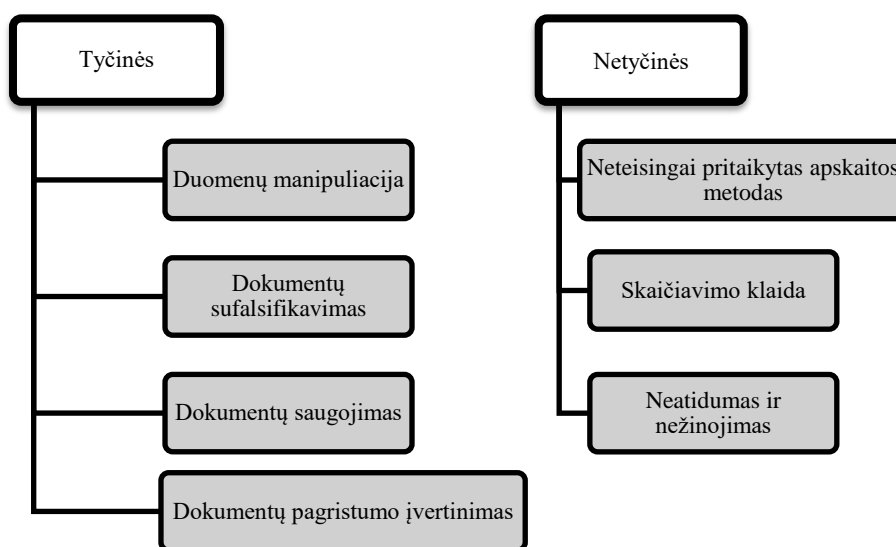 Tyčinės
Duomenų manipuliacija
Dokumentų
sufalsifikavimas
Dokumentų saugojimas
Dokumentų pagristumo įvertinimas
Netyčinės
Neteisingai pritaikytas apskaitos
metodas
Skaičiavimo klaida
Neatidumas ir
nežinojimas